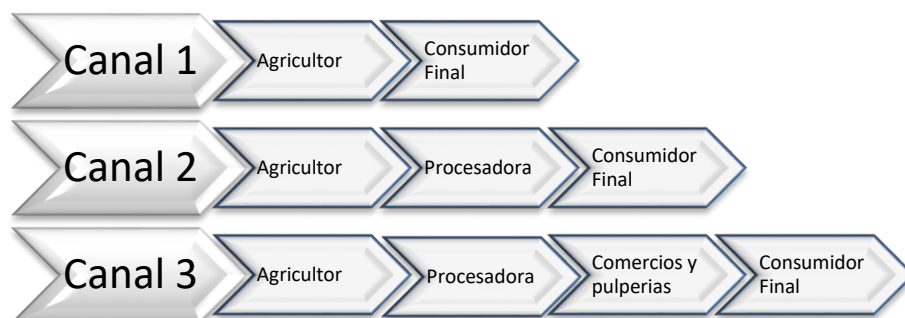 Canal 1
Agricultor
Consumidor
Final
Canal 2
Agricultor
Procesadora
Consumidor
Final
Canal 3
Agricultor
Procesadora
Comercios y
pulperias
Consumidor
Final